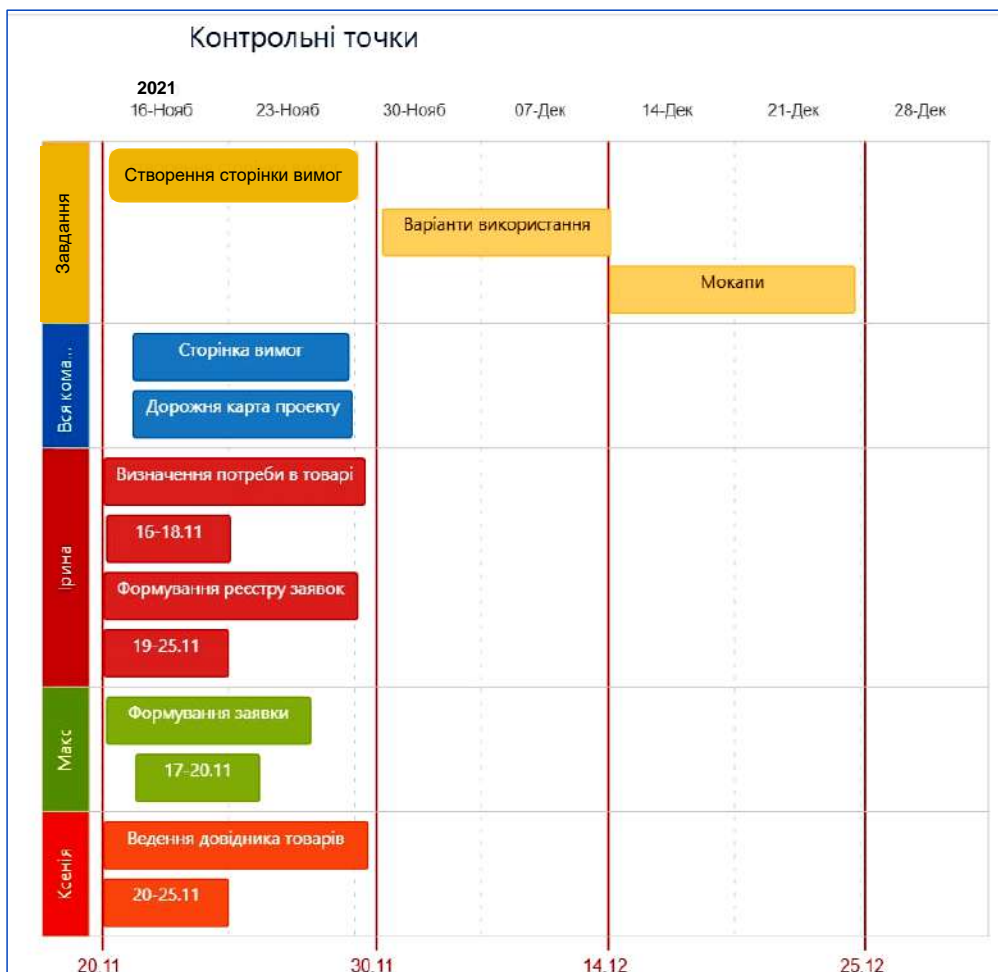 Контрольні точки
2021
16-Нояб 23-Нояб 30-Нояб 07-Дек 14-Дек 21-Дек 28-Дек
Завдання
Створення сторінки вимог
Варіанти використання
Мокапи
Вся кома...
Сторінка вимог
Дорожня карта проекту
Ірина
Визначення потреби в товарі
16-18.11
Формування реєстру заявок
19-25.11
Макс
Формування заявки
17-20.11
Ксенія
Ведення довідника товарів
20-25.11
20.11 30.11 14.12 25.12